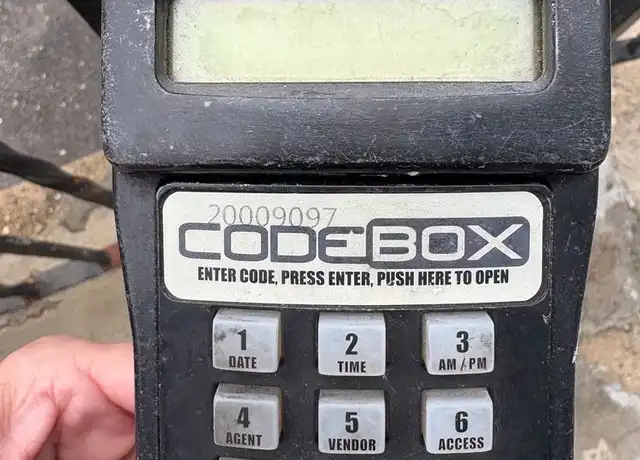 20009097
CODEBOX
ENTER CODE, PRESS ENTER, PUSH HERE TO OPEN
1 2 3
DATE TIME AM / PM
4 5 6
AGENT VENDOR ACCESS